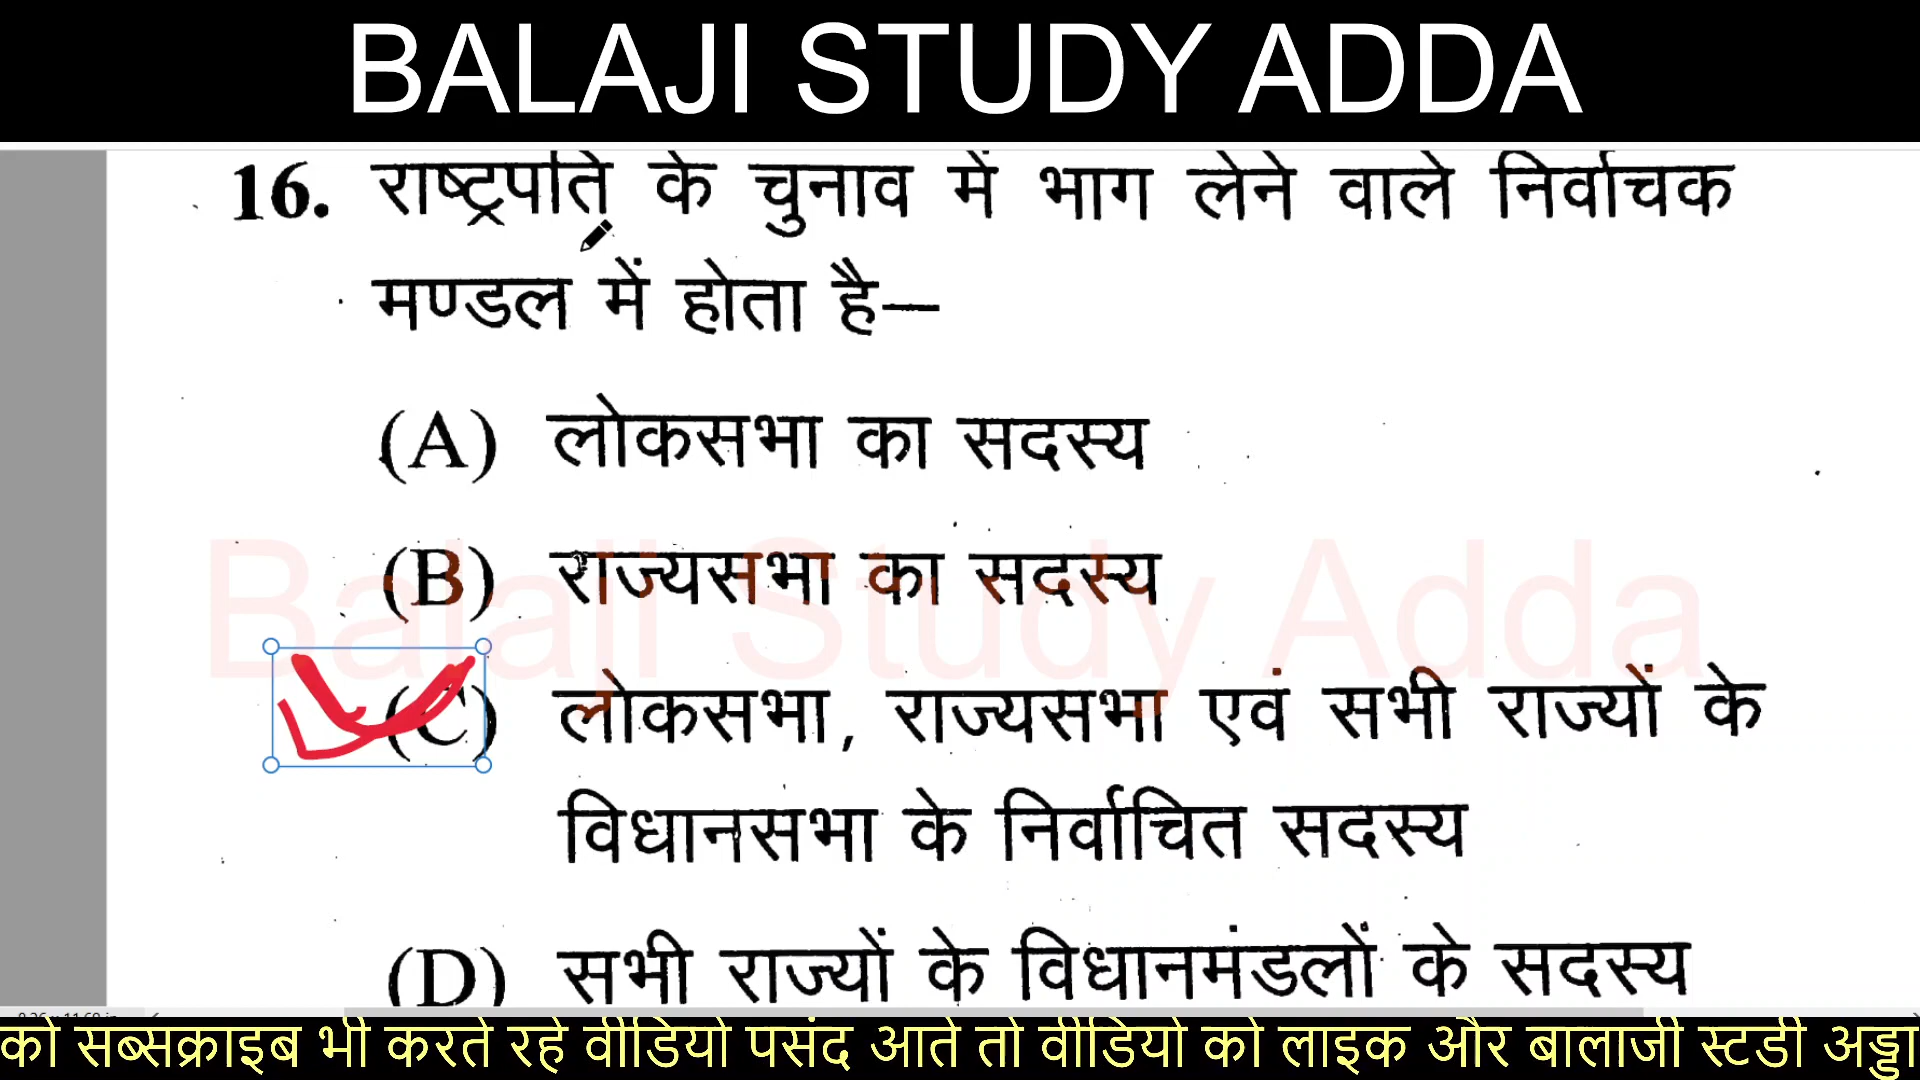 BALAJI STUDY ADDA
16. राष्ट्रपति के चुनाव में भाग लेने वाले निर्वाचक
मण्डल में होता है—
(A) लोकसभा का सदस्य
(B) राज्यसभा का सदस्य
Balaji Study Adda
(C) लोकसभा, राज्यसभा एवं सभी राज्यों के
विधानसभा के निर्वाचित सदस्य
(D) सभी राज्यों के विधानमंडलों के सदस्य
को सब्सक्राइब भी करते रहे वीडियो पसंद आते तो वीडियो को लाइक और बालाजी स्टडी अड्डा